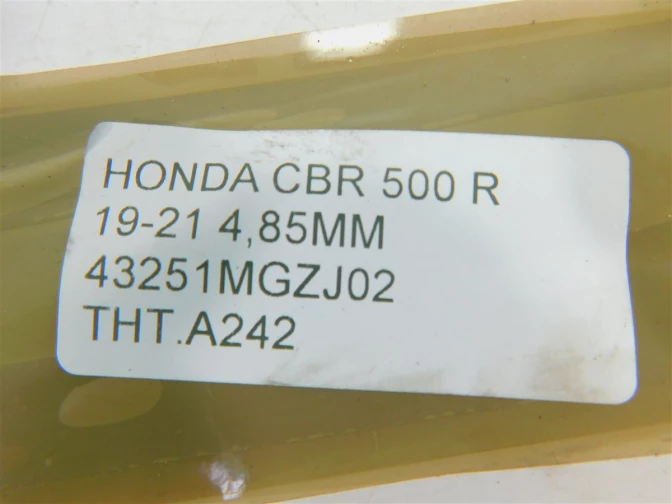 HONDA CBR 500 R
19-21 4,85MM
43251MGZJ02
THT.A242